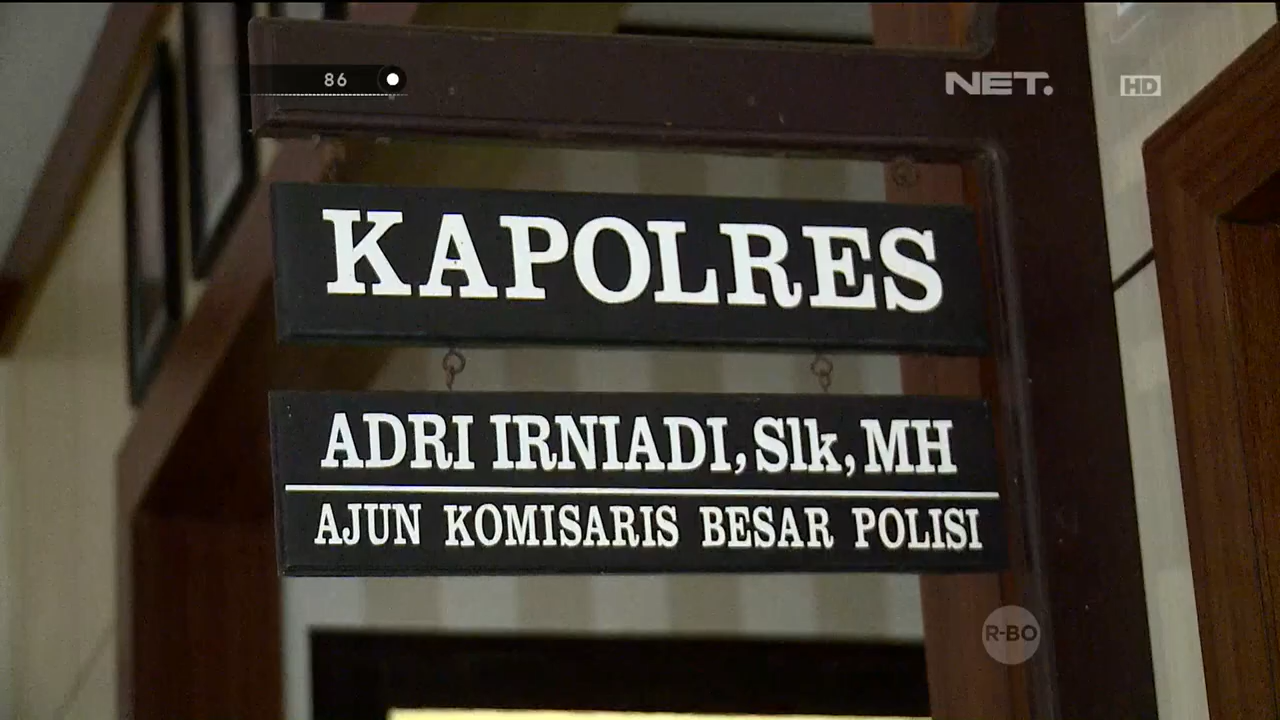 86
NET.
HD
KAPOLRES
ADRI IRNIADI, SIk, MH
AJUN KOMISARIS BESAR POLISI
R-BO